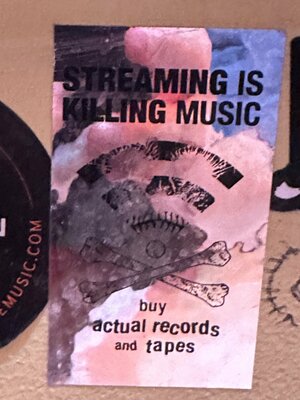 STREAMING IS
KILLING MUSIC
buy
actual records
and tapes
EMUSIC.COM